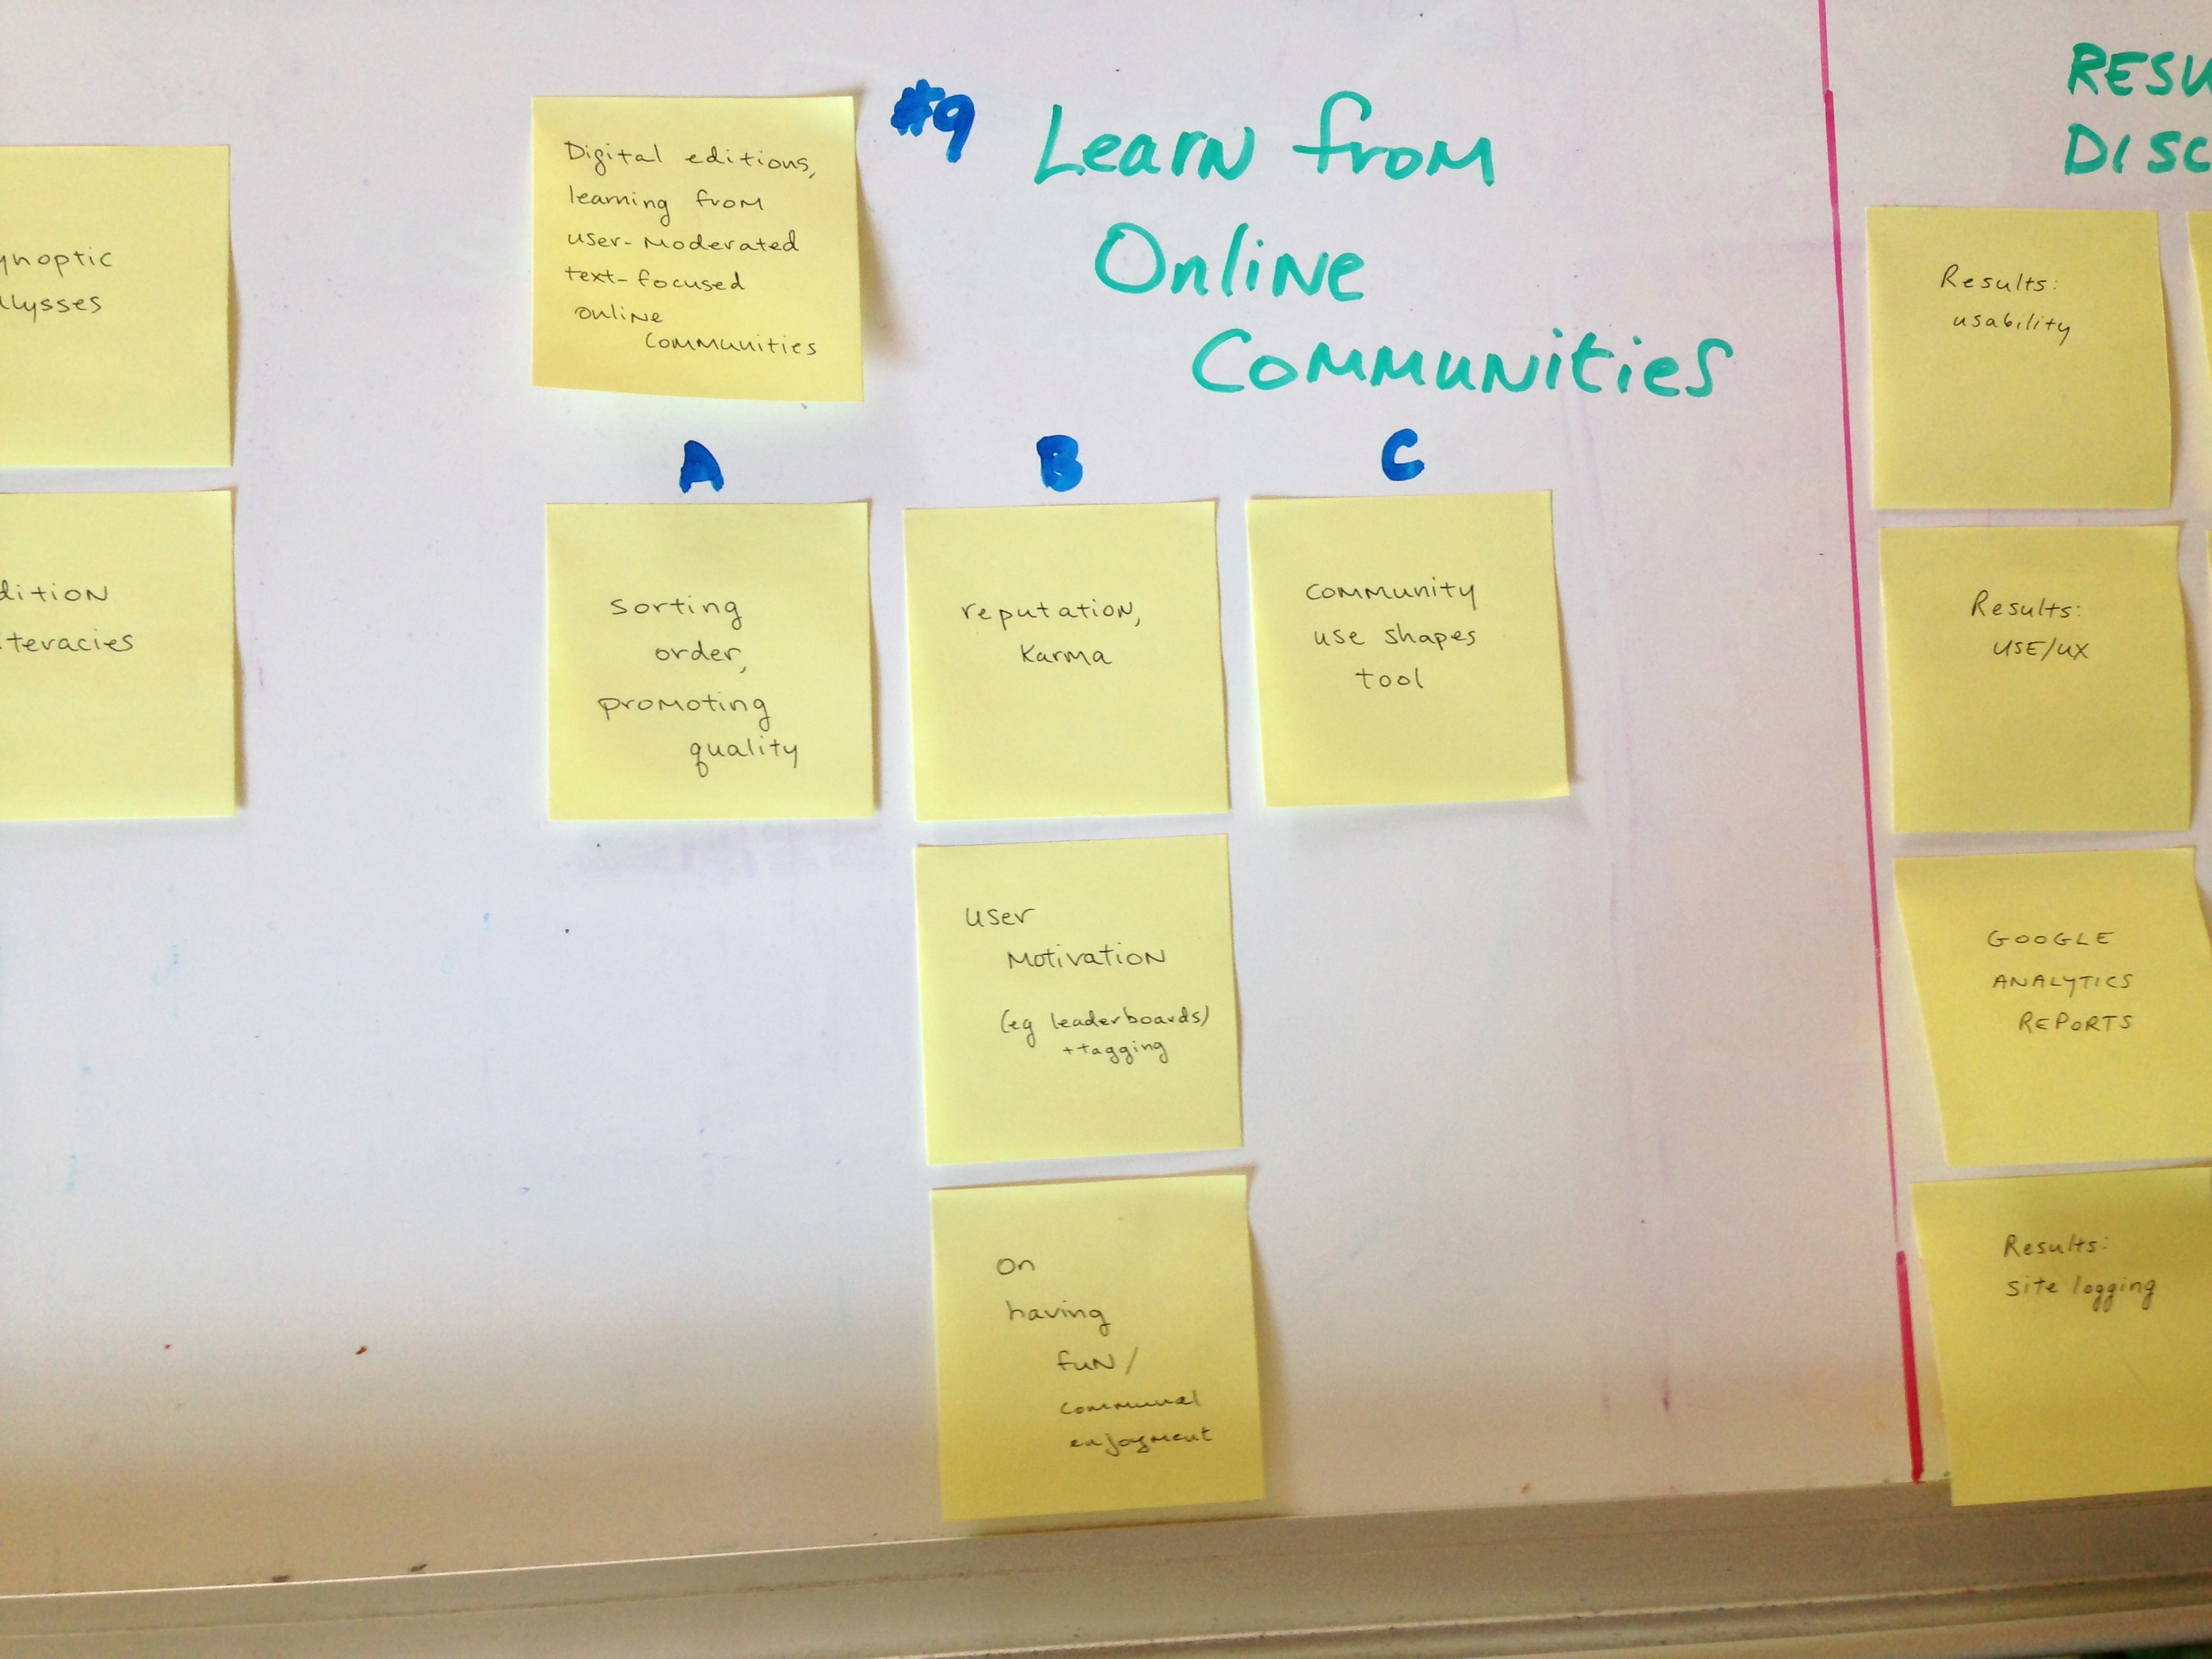 ynoptic
lysses
dition
iteracies
Digital editions,
learning from
user-moderated
text-focused
online
communities
#9 Learn from
Online
Communities
A
sorting
order,
promoting
quality
B
reputation,
karma
user
motivation
(eg leaderboards)
+tagging
on
having
fun/
communal
enjoyment
C
community
use shapes
tool
RESU
DISC
Results:
usability
Results:
USE/UX
GOOGLE
ANALYTICS
REPORTS
Results:
site logging